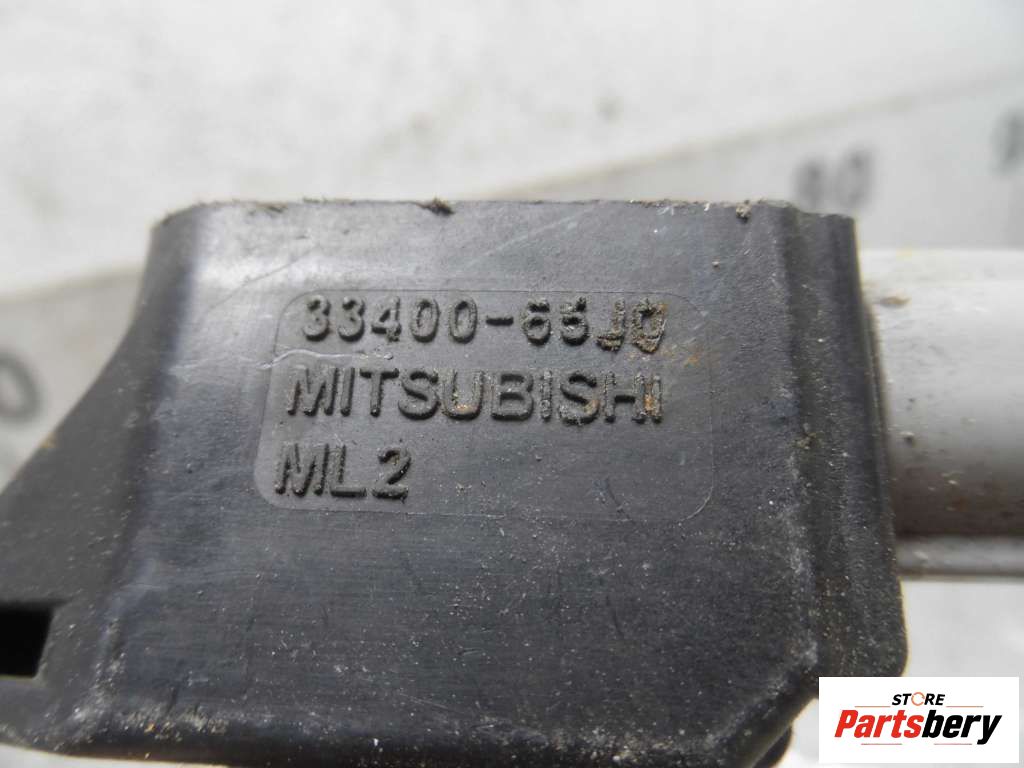 33400-65J0
MITSUBISHI
ML2
STORE
Partsbery